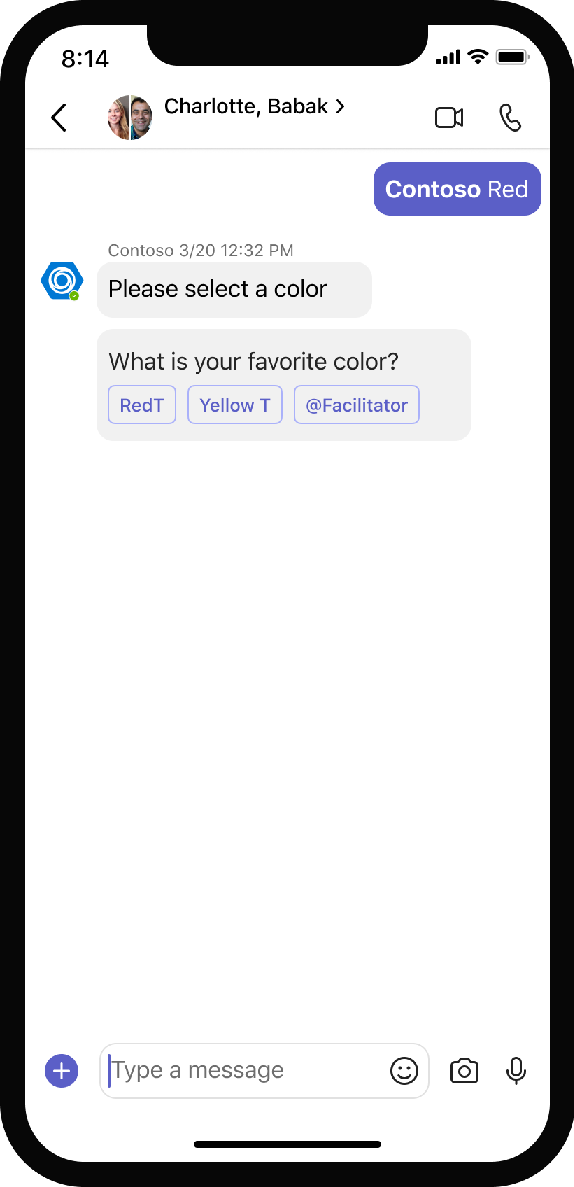 8:14
Charlotte, Babak
Contoso Red
Contoso 3/20 12:32 PM
Please select a color
What is your favorite color?
RedT Yellow T @Facilitator
Type a message